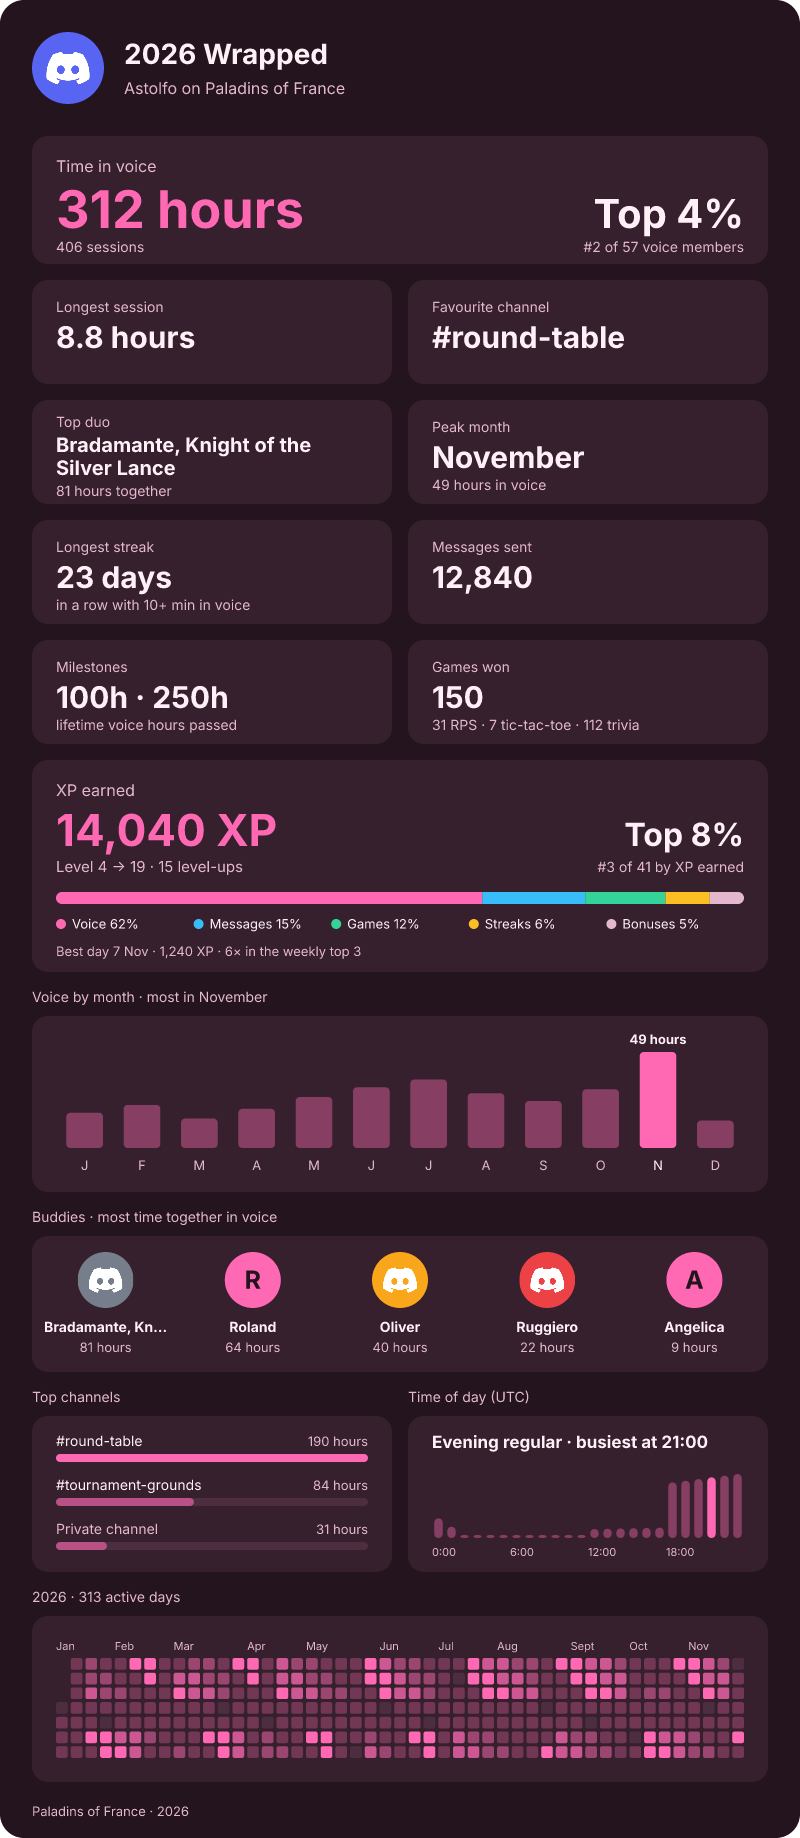 2026 Wrapped
Astolfo on Paladins of France
Time in voice
312 hours
406 sessions
Top 4%
#2 of 57 voice members
Longest session
8.8 hours
Favourite channel
#round-table
Top duo
Bradamante, Knight of the
Silver Lance
81 hours together
Peak month
November
49 hours in voice
Longest streak
23 days
in a row with 10+ min in voice
Messages sent
12,840
Milestones
100h · 250h
lifetime voice hours passed
Games won
150
31 RPS · 7 tic-tac-toe · 112 trivia
XP earned
14,040 XP
Level 4 → 19 · 15 level-ups
Top 8%
#3 of 41 by XP earned
Voice 62% Messages 15% Games 12% Streaks 6% Bonuses 5%
Best day 7 Nov · 1,240 XP · 6× in the weekly top 3
Voice by month · most in November
49 hours
J F M A M J J A S O N D
Buddies · most time together in voice
R A
Bradamante, Kn... Roland Oliver Ruggiero Angelica
81 hours 64 hours 40 hours 22 hours 9 hours
Top channels
#round-table 190 hours
#tournament-grounds 84 hours
Private channel 31 hours
Time of day (UTC)
Evening regular · busiest at 21:00
0:00 6:00 12:00 18:00
2026 · 313 active days
Jan Feb Mar Apr May Jun Jul Aug Sept Oct Nov
Paladins of France · 2026